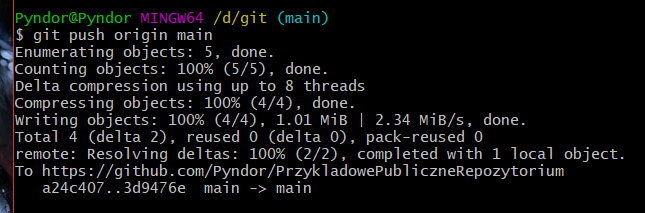 Pyndor@Pyndor MINGW64 /d/git (main)
$ git push origin main
Enumerating objects: 5, done.
Counting objects: 100% (5/5), done.
Delta compression using up to 8 threads
Compressing objects: 100% (4/4), done.
Writing objects: 100% (4/4), 1.01 MiB | 2.34 MiB/s, done.
Total 4 (delta 2), reused 0 (delta 0), pack-reused 0
remote: Resolving deltas: 100% (2/2), completed with 1 local object.
To https://github.com/Pyndor/PrzykladowePubliczneRepozytorium
   a24c407..3d9476e  main -> main